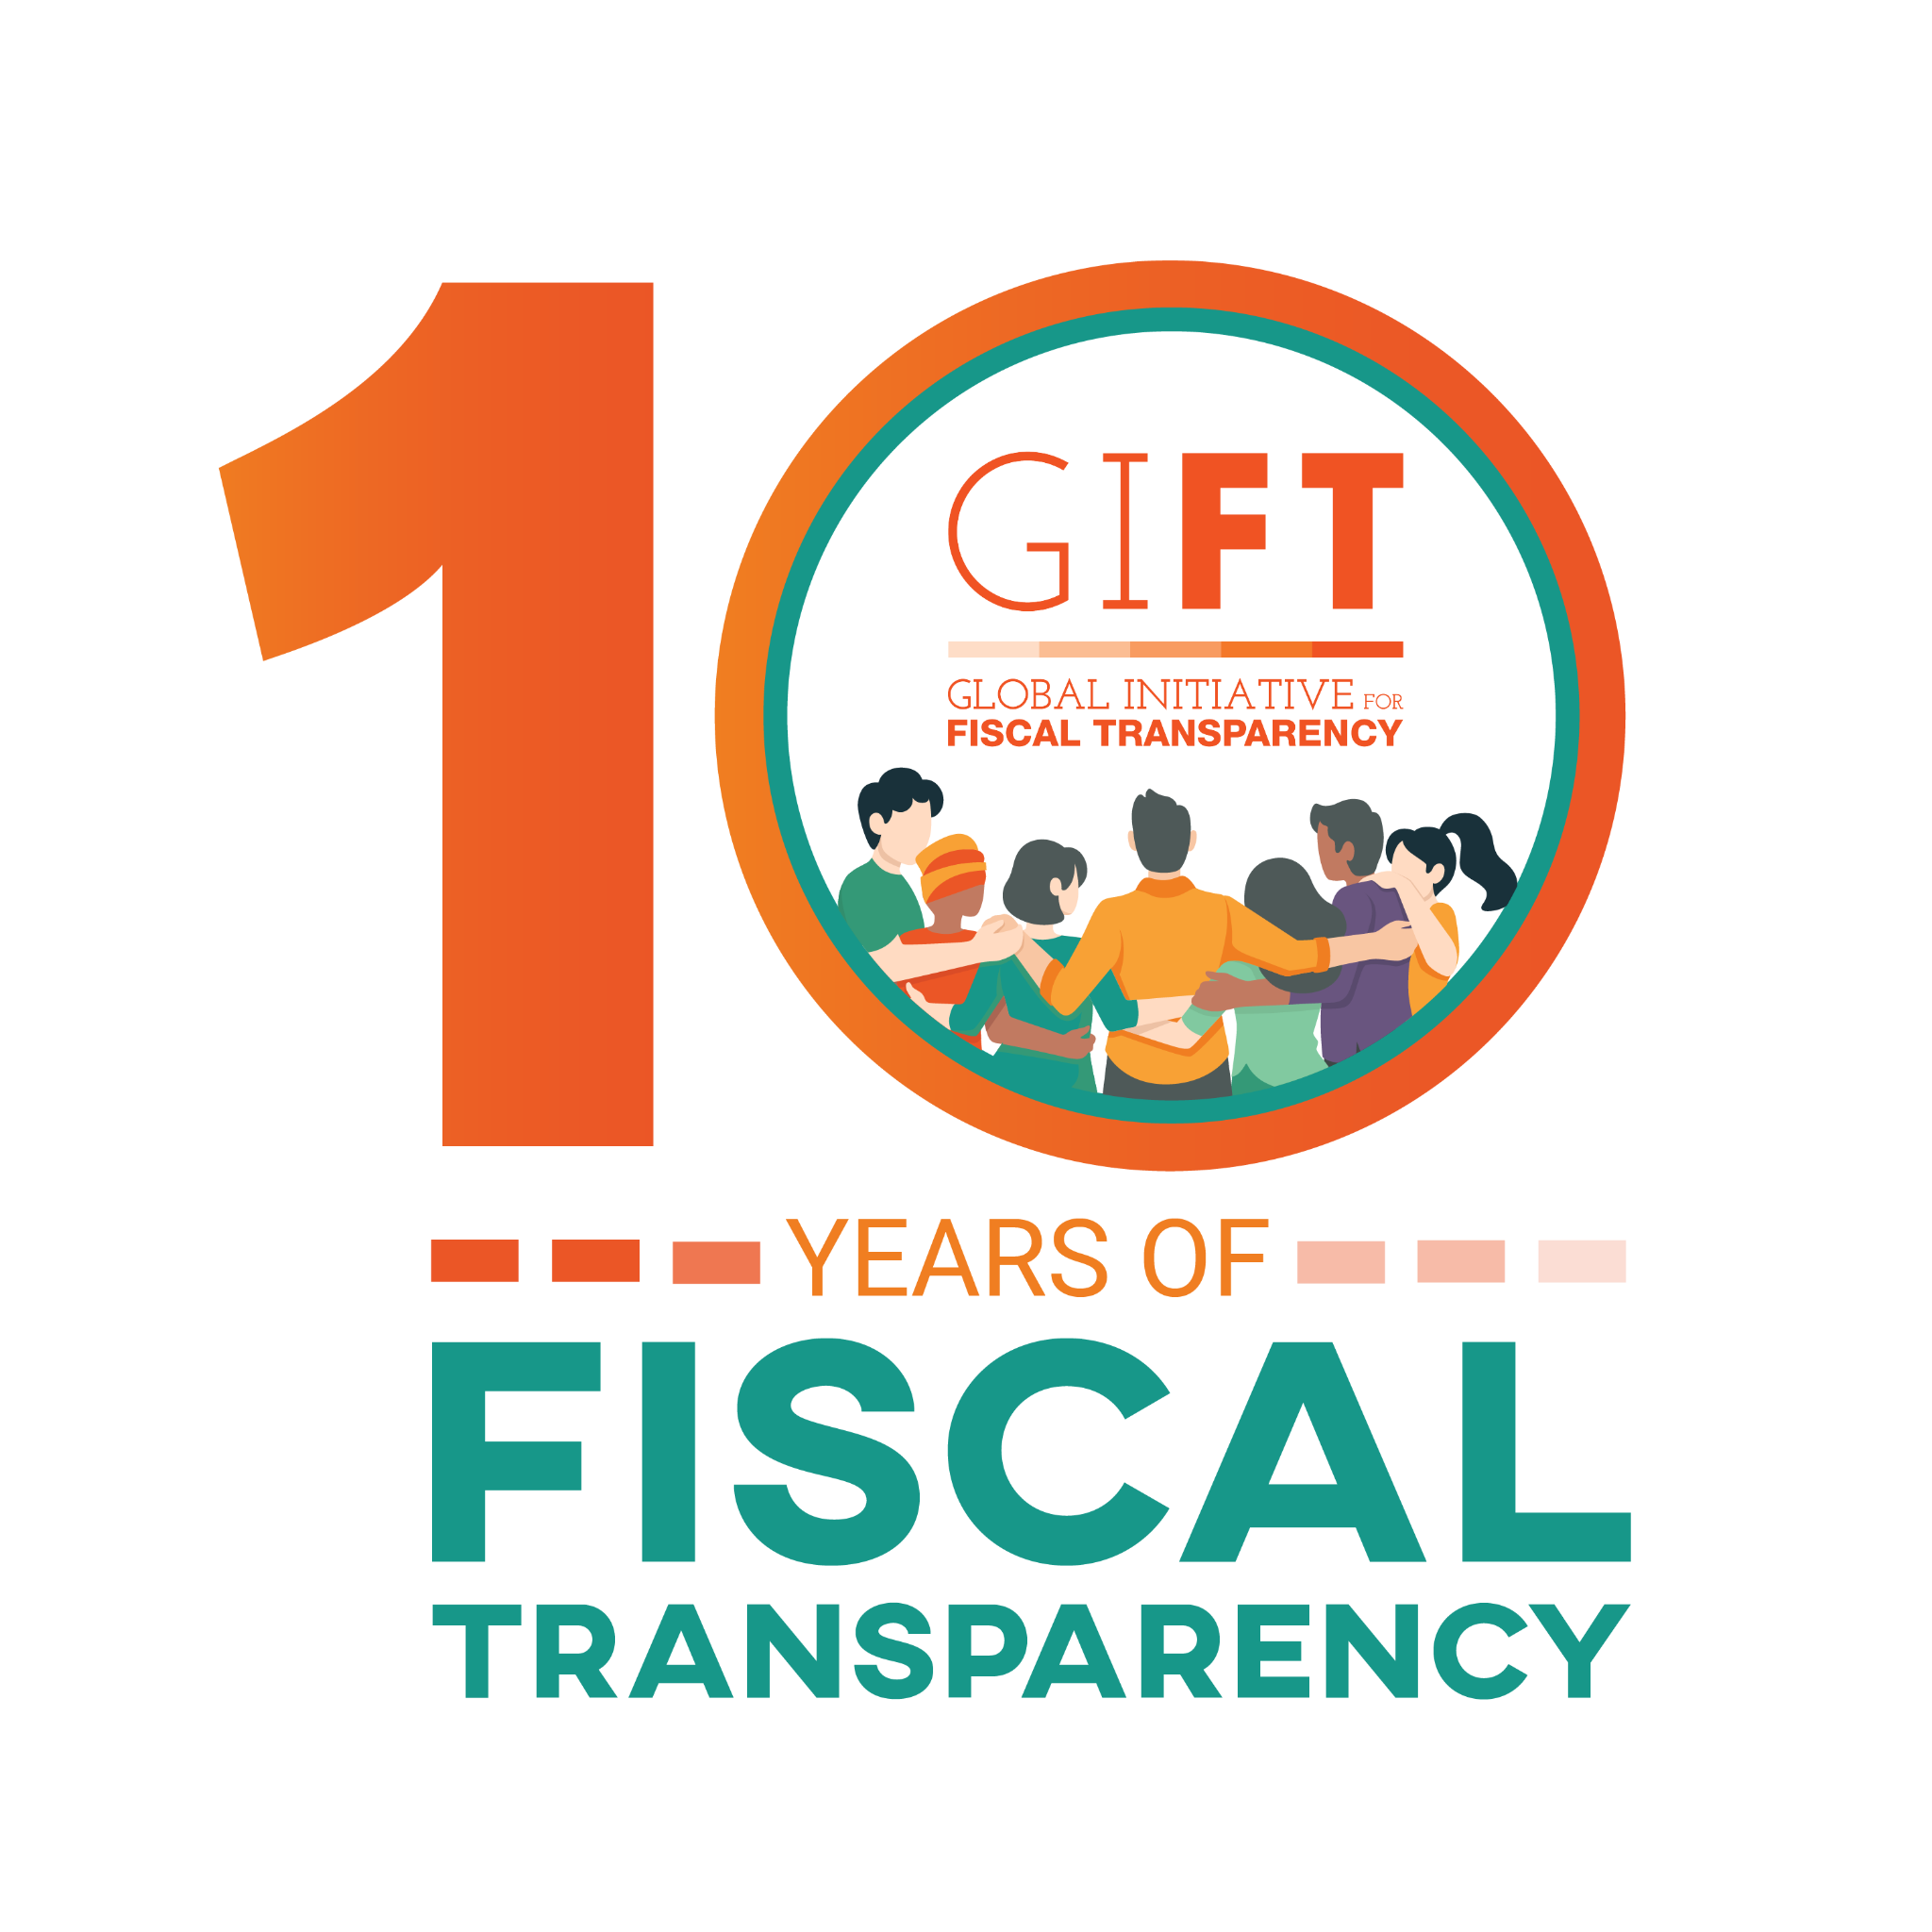 10
GIFT
GLOBAL INITIATIVE FOR
FISCAL TRANSPARENCY
YEARS OF
FISCAL
TRANSPARENCY